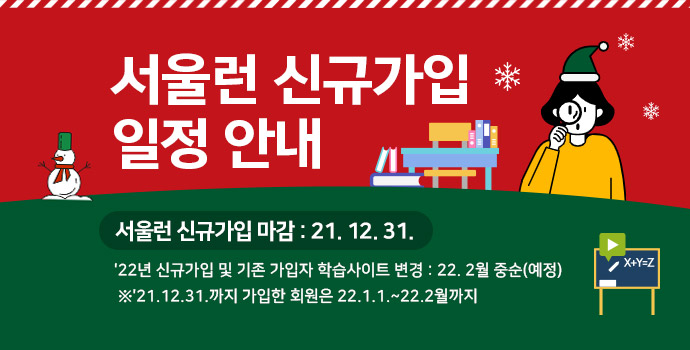 서울런 신규가입
일정 안내
서울런 신규가입 마감 : 21. 12. 31.
'22년 신규가입 및 기존 가입자 학습사이트 변경 : 22. 2월 중순(예정)
※'21.12.31.까지 가입한 회원은 22.1.1.~22.2월까지
X+Y=Z